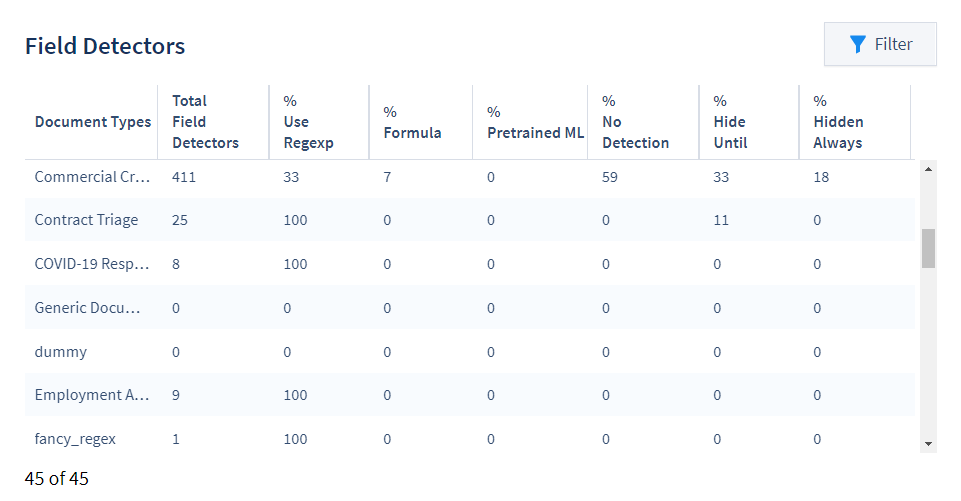 Field Detectors
Filter
Document Types Total Field Detectors % Use Regexp % Formula % Pretrained ML % No Detection % Hide Until % Hidden Always
Commercial Cr... 411 33 7 0 59 33 18
Contract Triage 25 100 0 0 0 11 0
COVID-19 Resp... 8 100 0 0 0 0 0
Generic Docu... 0 0 0 0 0 0 0
dummy 0 0 0 0 0 0 0
Employment A... 9 100 0 0 0 0 0
fancy_regex 1 100 0 0 0 0 0
45 of 45